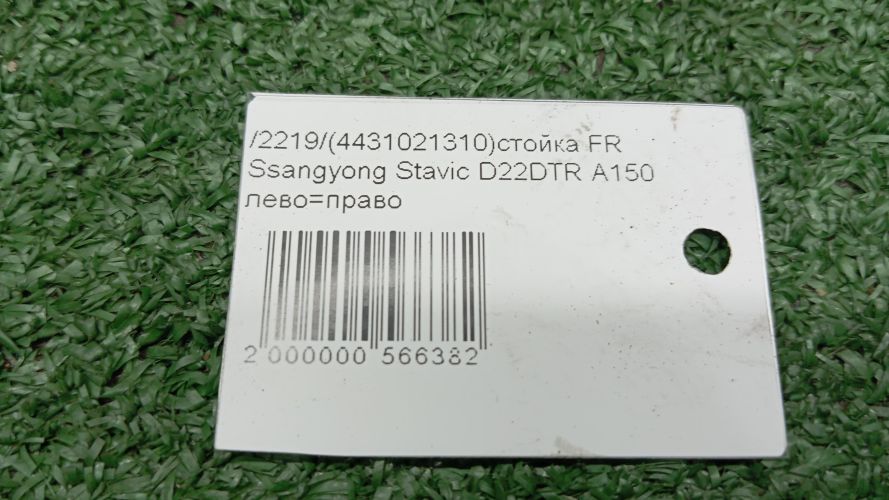 /2219/(4431021310)стойка FR
Ssangyong Stavic D22DTR A150
лево=право
2 000000 566382